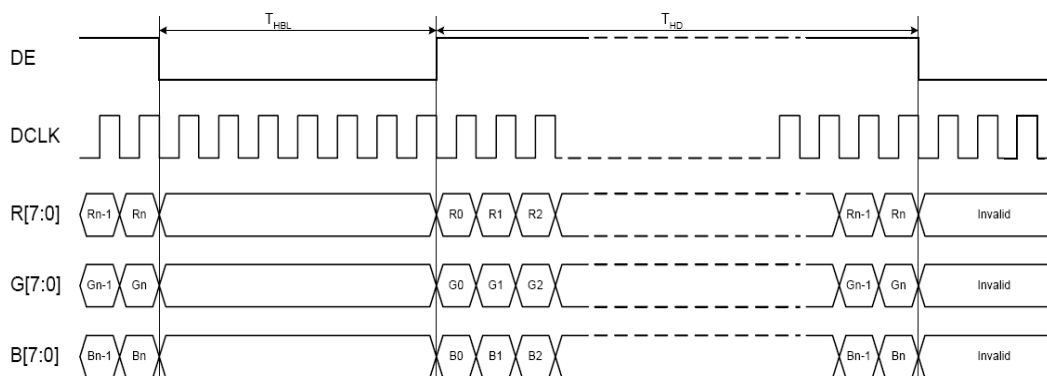 T_HBL T_HD
DE
DCLK
R[7:0] Rn-1 Rn R0 R1 R2 Rn-1 Rn Invalid
G[7:0] Gn-1 Gn G0 G1 G2 Gn-1 Gn Invalid
B[7:0] Bn-1 Bn B0 B1 B2 Bn-1 Bn Invalid